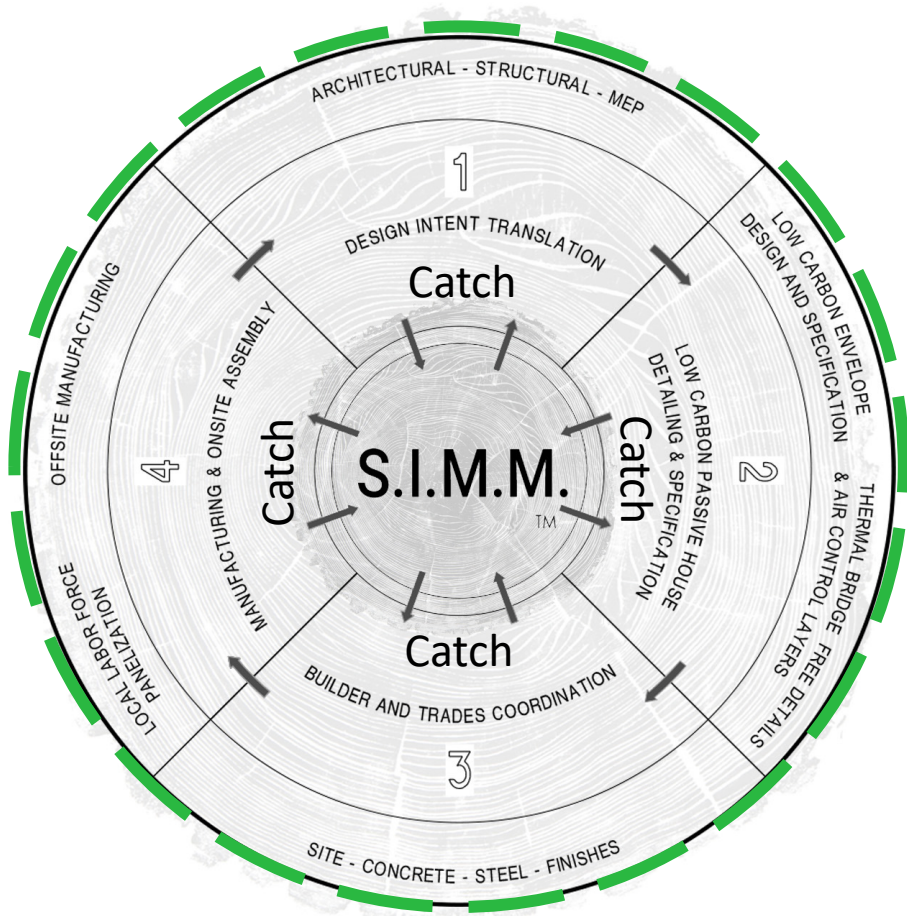 ARCHITECTURAL - STRUCTURAL - MEP
1
DESIGN INTENT TRANSLATION
Catch
LOW CARBON ENVELOPE
DESIGN AND SPECIFICATION
THERMAL BRIDGE FREE DETAILS
& AIR CONTROL LAYERS
2
LOW CARBON PASSIVE HOUSE
DETAILING & SPECIFICATION
Catch
S.I.M.M.
TM
Catch
BUILDER AND TRADES COORDINATION
3
SITE - CONCRETE - STEEL - FINISHES
Catch
MANUFACTURING & ONSITE ASSEMBLY
4
OFFSITE MANUFACTURING
LOCAL LABOR FORCE
PANELIZATION